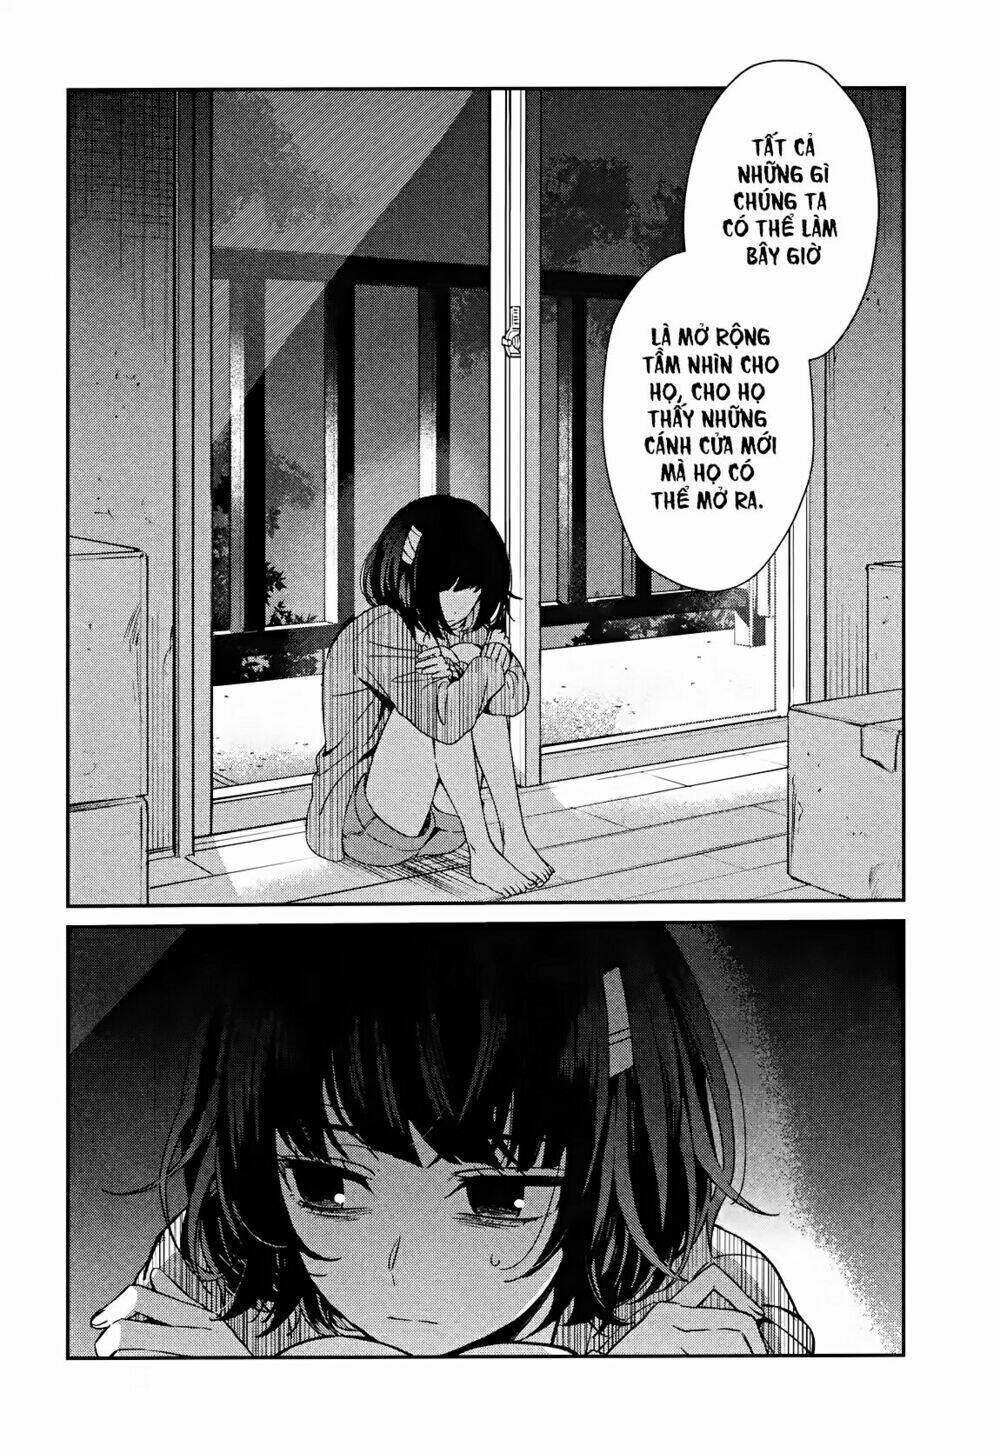 TẤT CẢ
NHỮNG GÌ
CHÚNG TA
CÓ THỂ LÀM
BÂY GIỜ
LÀ MỞ RỘNG
TẦM NHÌN CHO
HỌ, CHO HỌ
THẤY NHỮNG
CÁNH CỬA MỚI
MÀ HỌ CÓ
THỂ MỞ RA.